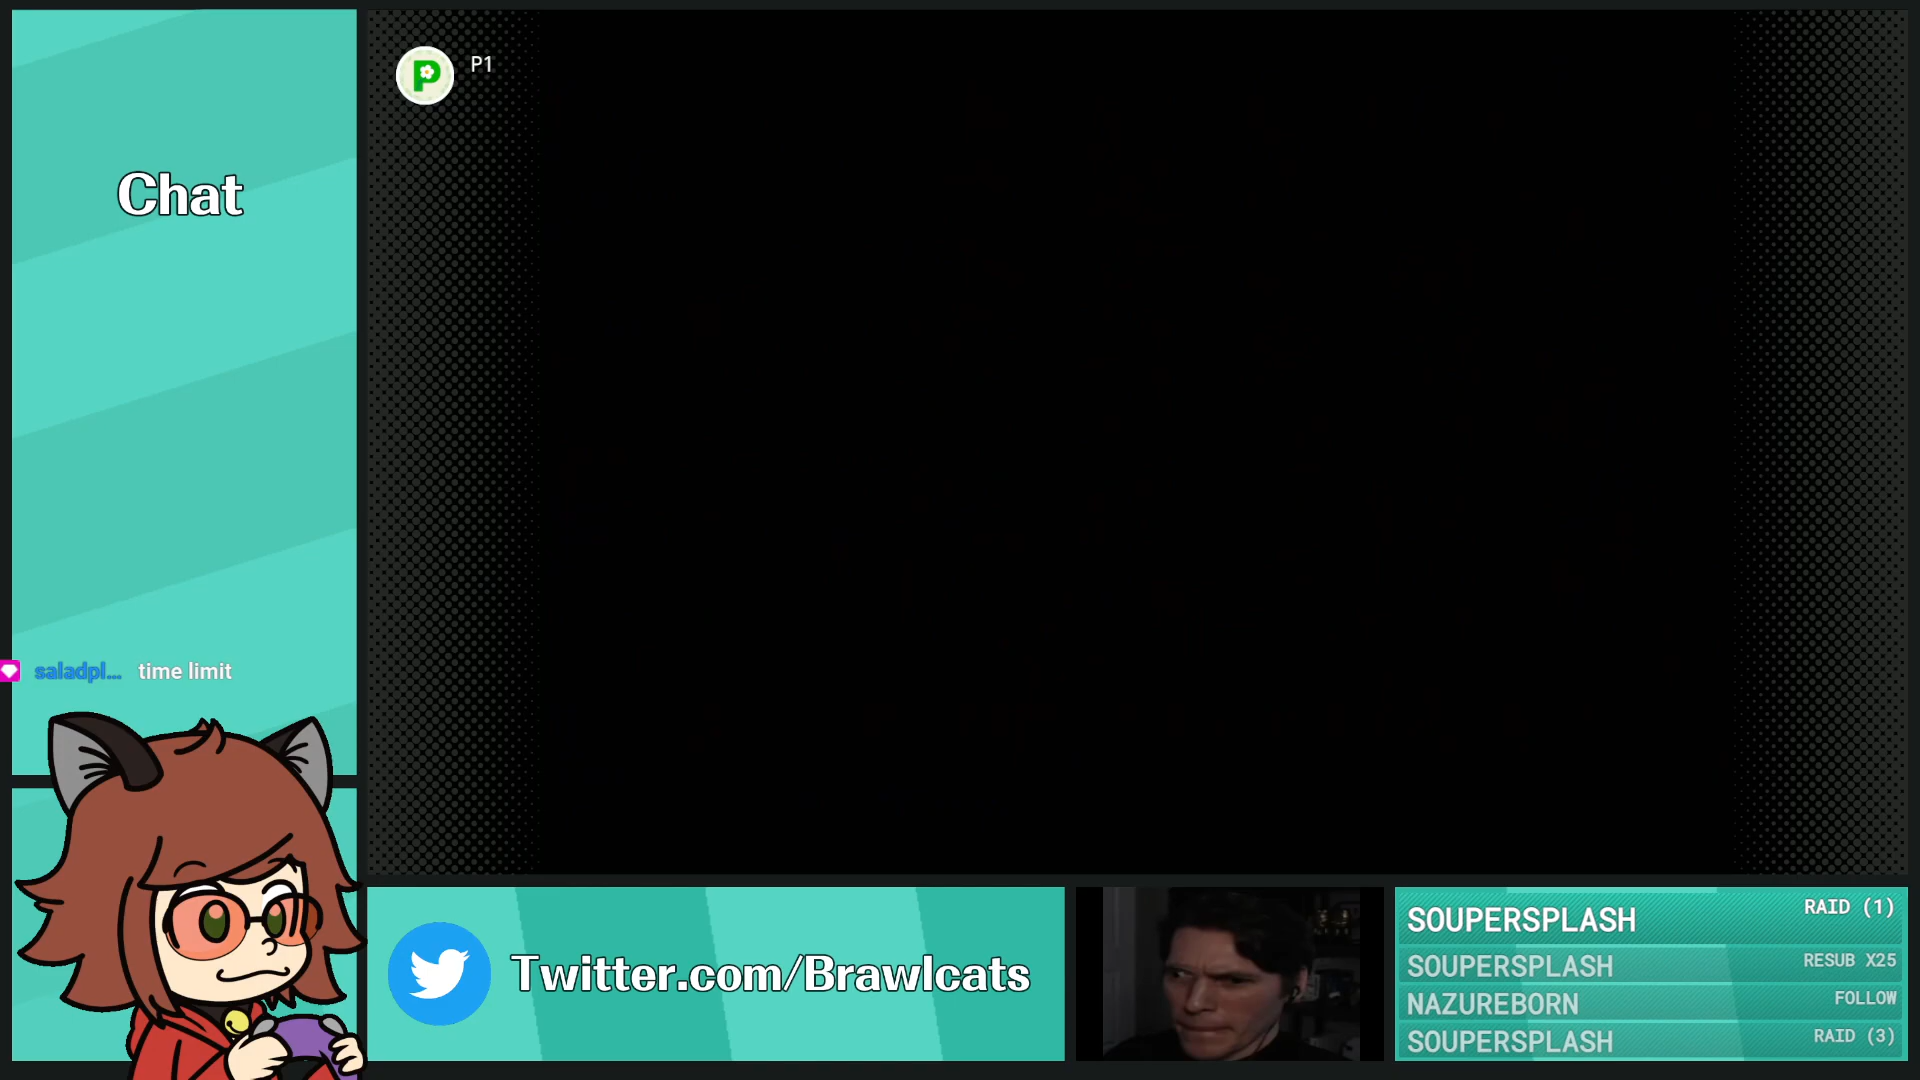 P P1
Chat
saladpl... time limit
Twitter.com/Brawlcats
SOUPERSPLASH RAID (1)
SOUPERSPLASH RESUB X25
NAZUREBORN FOLLOW
SOUPERSPLASH RAID (3)